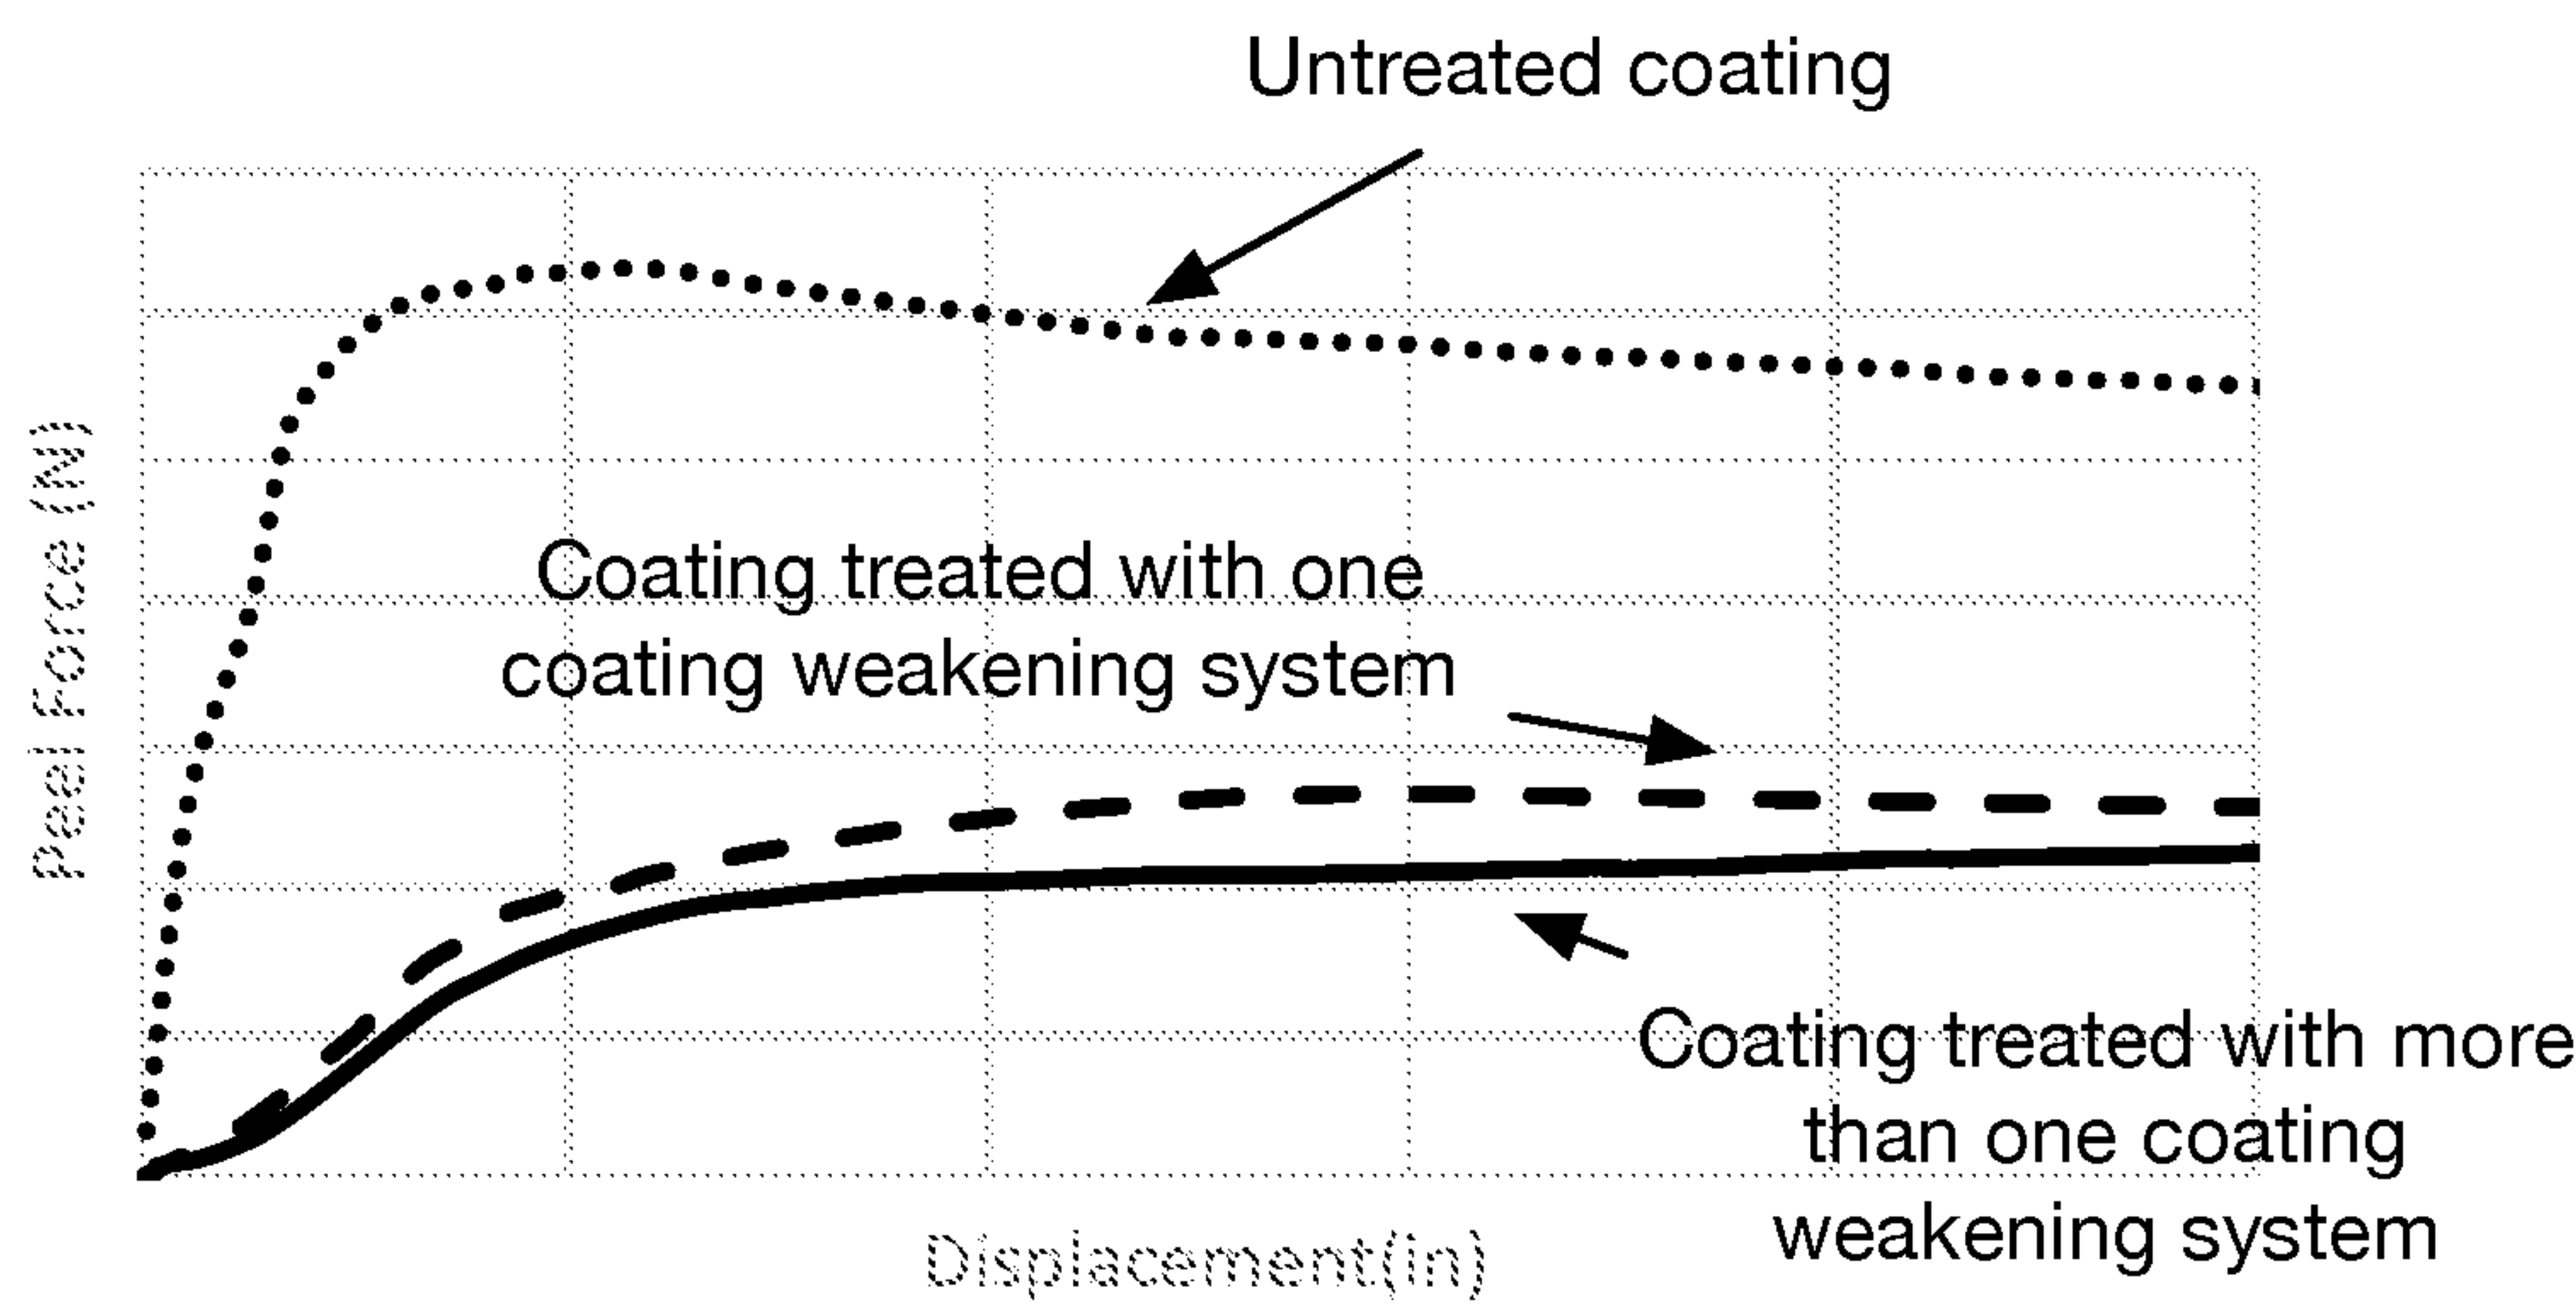 Untreated coating
Peel Force (N)
Coating treated with one
coating weakening system
Coating treated with more
than one coating
weakening system
Displacement(in)